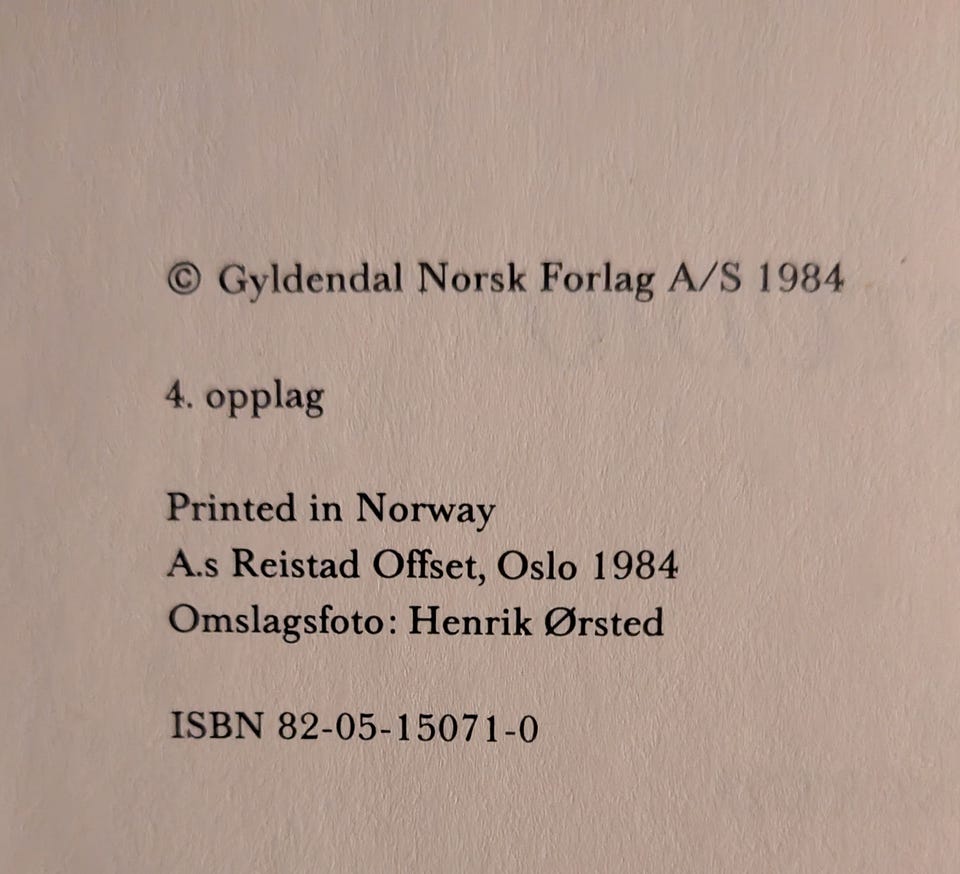 © Gyldendal Norsk Forlag A/S 1984
4. opplag
Printed in Norway
A.s Reistad Offset, Oslo 1984
Omslagsfoto: Henrik Ørsted
ISBN 82-05-15071-0